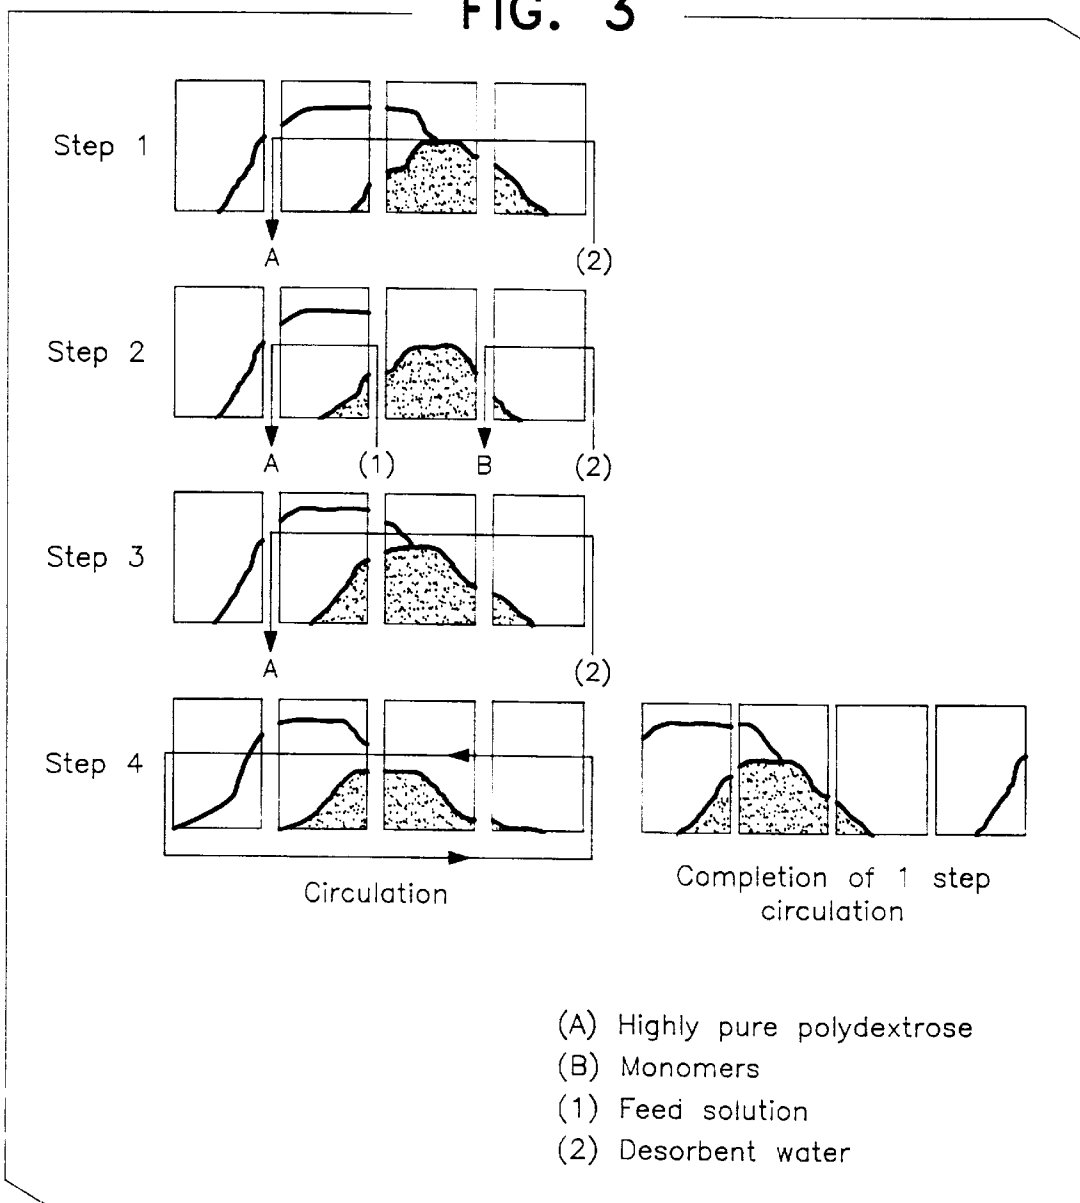 FIG. 3
Step 1
A
(2)
Step 2
A
(1)
B
(2)
Step 3
A
(2)
Step 4
Circulation
Completion of 1 step
circulation
(A) Highly pure polydextrose
(B) Monomers
(1) Feed solution
(2) Desorbent water